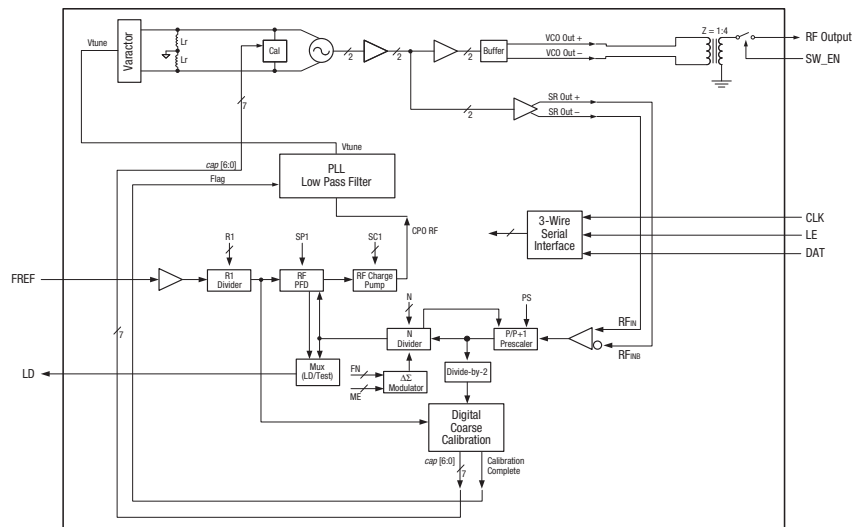 Vtune
Varactor
Lr
Lr
Cal
2
2
2
Buffer
VCO Out +
VCO Out –
Z = 1:4
RF Output
SW_EN
7
2
SR Out +
SR Out –
Vtune
cap [6:0]
Flag
PLL
Low Pass Filter
CPO RF
3-Wire
Serial
Interface
CLK
LE
DAT
R1
SP1
SC1
FREF
R1
Divider
RF
PFD
RF Charge
Pump
N
PS
RFIN
7
N
Divider
P/P+1
Prescaler
RFINB
LD
Mux
(LD/Test)
FN
ME
ΔΣ
Modulator
Divide-by-2
Digital
Coarse
Calibration
cap [6:0]
7
Calibration
Complete